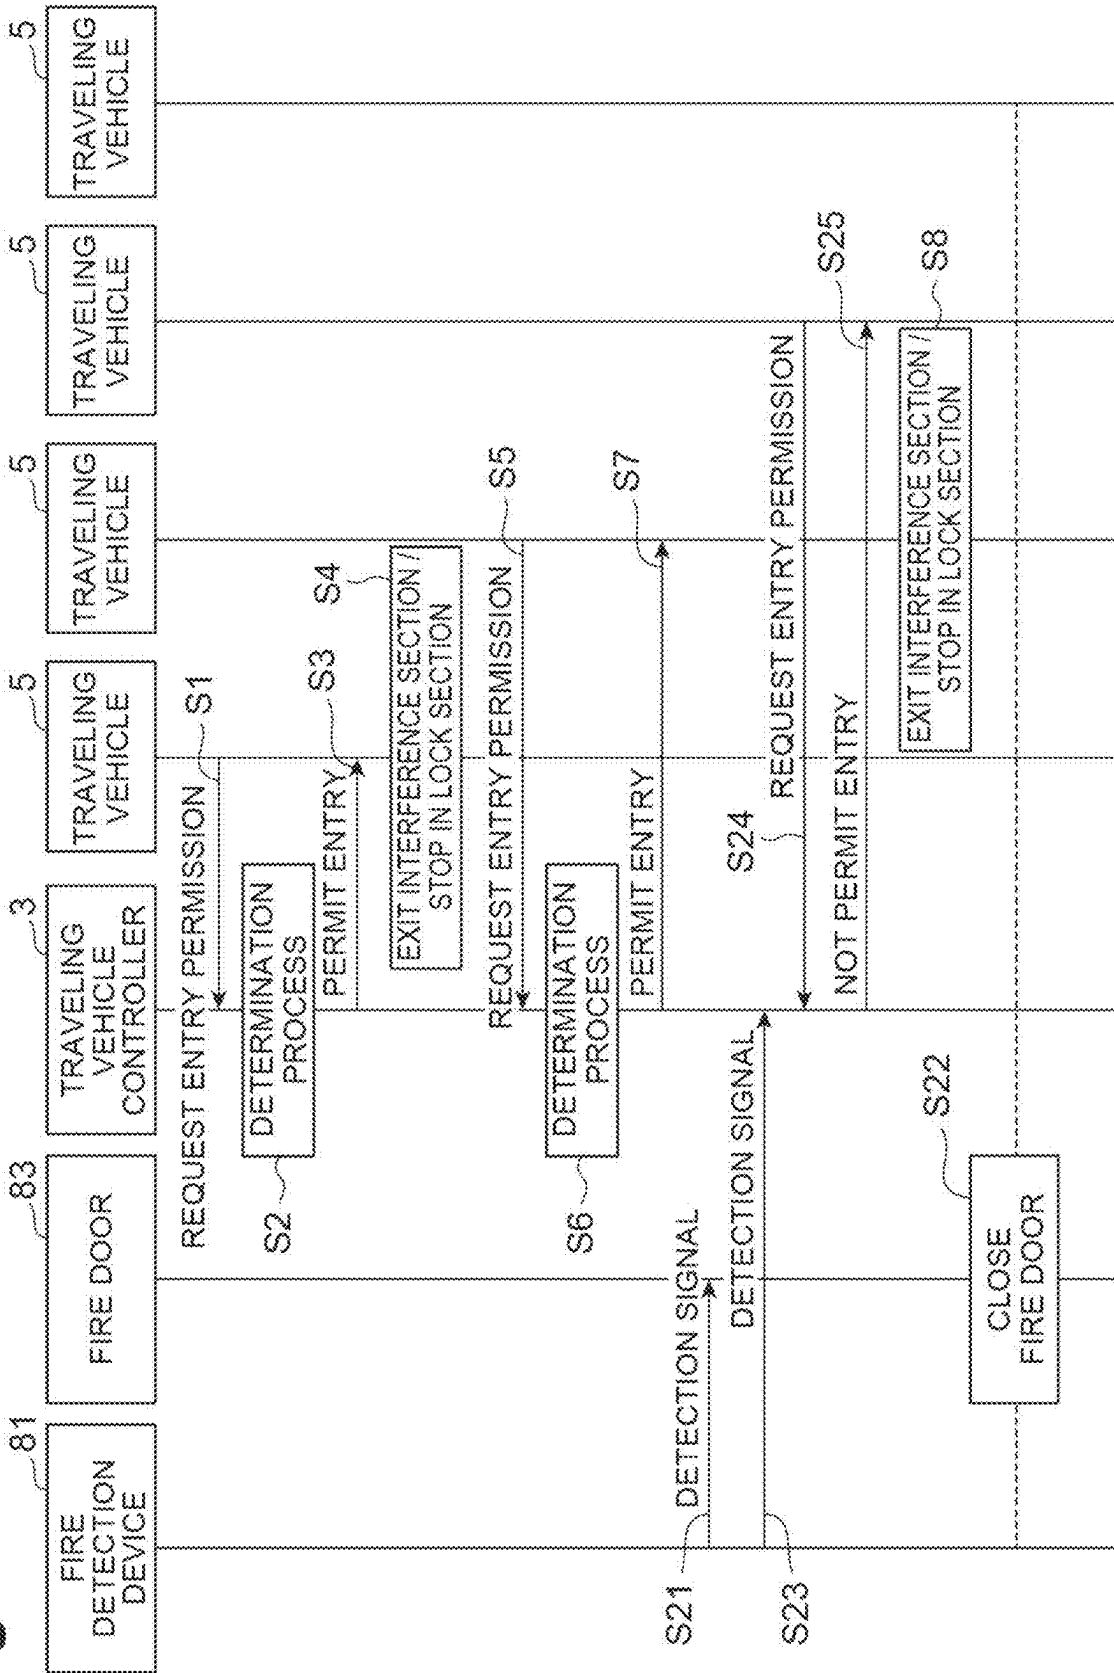 81
FIRE
DETECTION
DEVICE
83
FIRE DOOR
3
TRAVELING
VEHICLE
CONTROLLER
5
TRAVELING
VEHICLE
5
TRAVELING
VEHICLE
5
TRAVELING
VEHICLE
5
TRAVELING
VEHICLE
REQUEST ENTRY PERMISSION
S1
S2
DETERMINATION
PROCESS
PERMIT ENTRY
S3
S4
EXIT INTERFERENCE SECTION /
STOP IN LOCK SECTION
REQUEST ENTRY PERMISSION
S5
S6
DETERMINATION
PROCESS
PERMIT ENTRY
S7
S21
DETECTION SIGNAL
S23
DETECTION SIGNAL
S24
REQUEST ENTRY PERMISSION
NOT PERMIT ENTRY
S25
EXIT INTERFERENCE SECTION /
STOP IN LOCK SECTION
S8
S22
CLOSE
FIRE DOOR